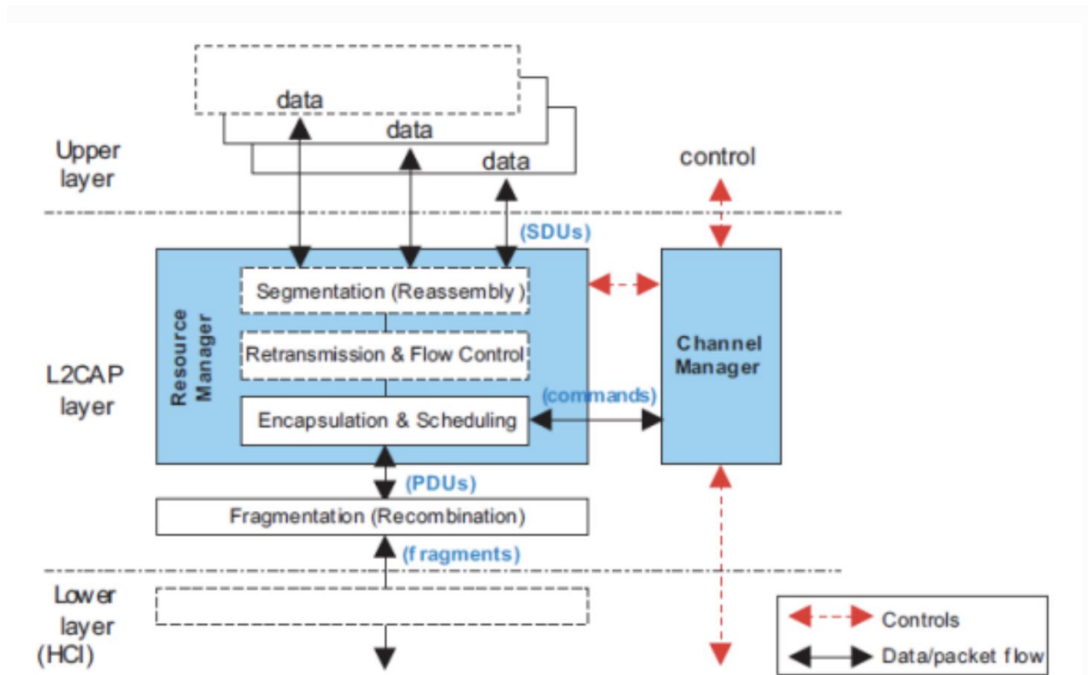 data
data
data
Upper
layer
control
(SDUs)
Resource
Manager
Segmentation (Reassembly)
Retransmission & Flow Control
Encapsulation & Scheduling
Channel
Manager
L2CAP
layer
(commands)
(PDUs)
Fragmentation (Recombination)
(fragments)
Lower
layer
(HCI)
Controls
Data/packet flow